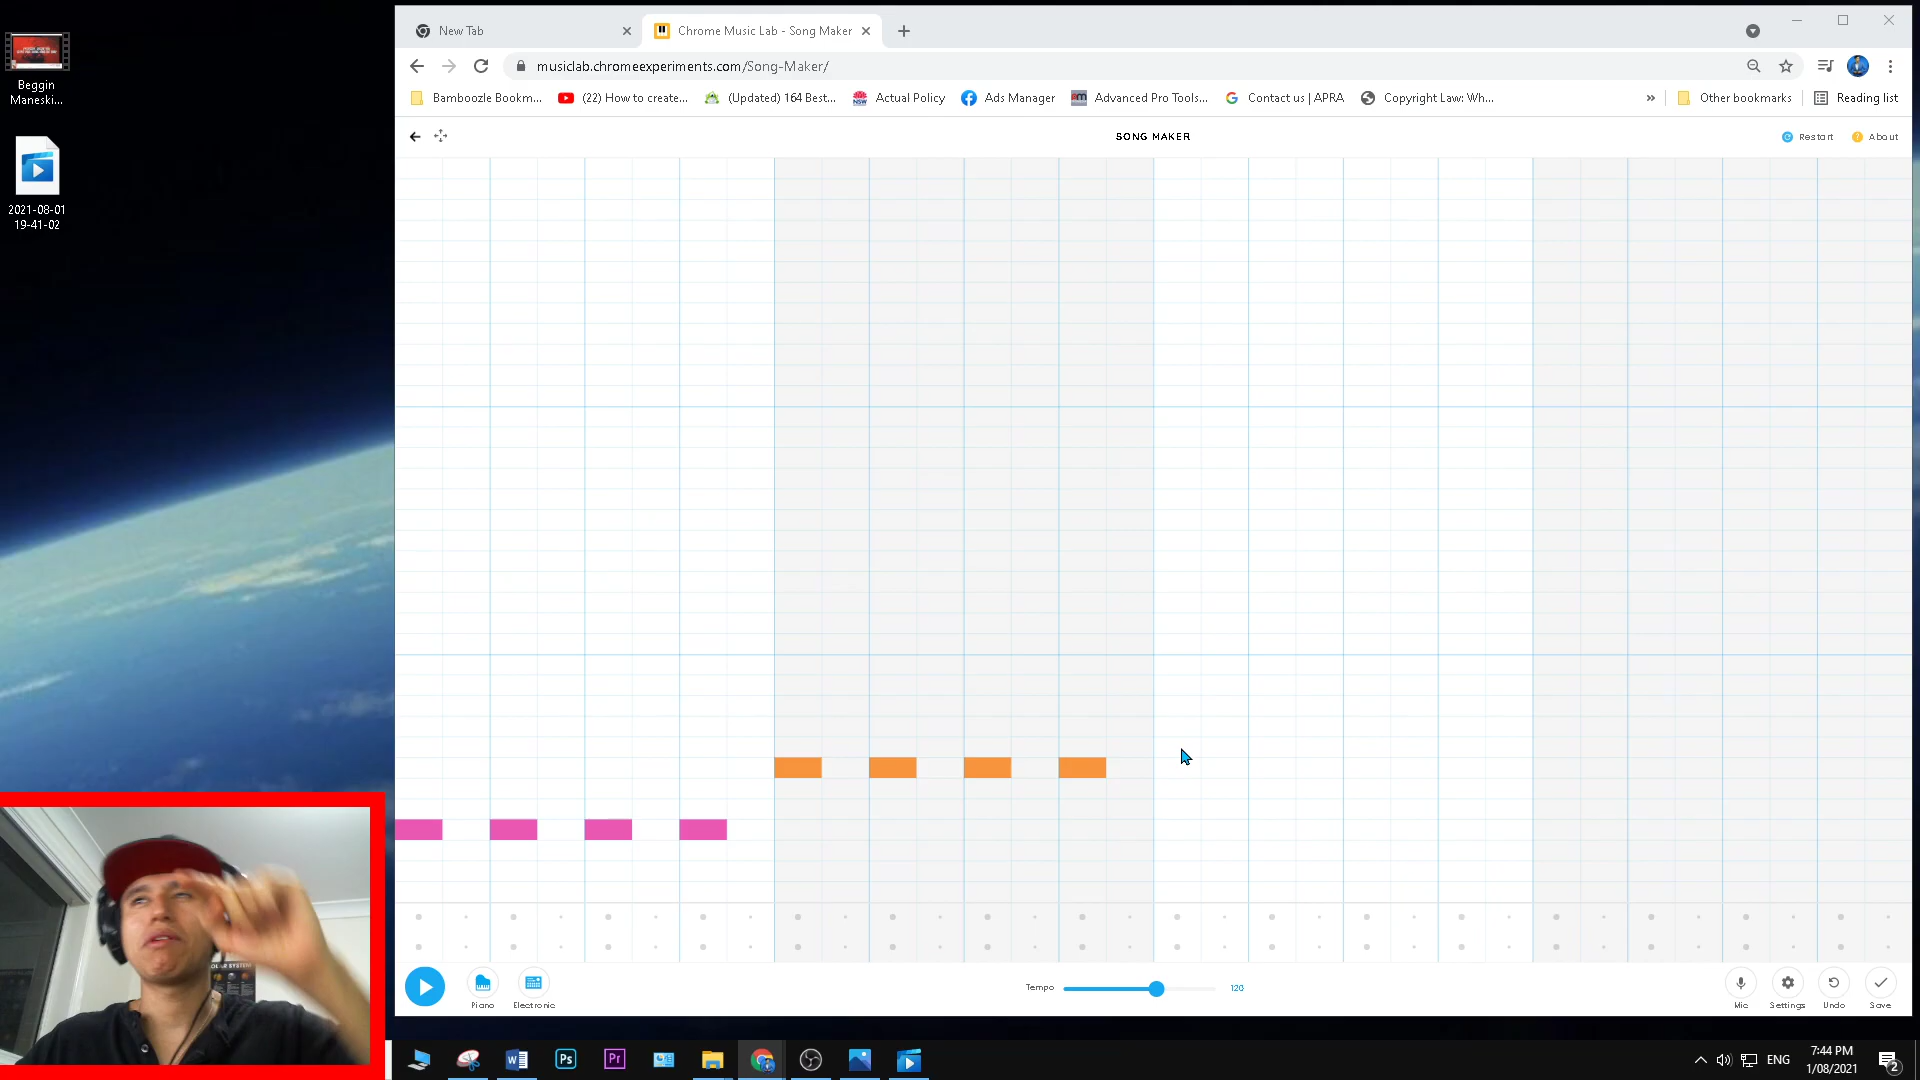 New Tab
Chrome Music Lab - Song Maker
musiclab.chromeexperiments.com/Song-Maker/
Bamboozle Bookm...
(22) How to create...
(Updated) 164 Best...
Actual Policy
Ads Manager
Advanced Pro Tools...
Contact us | APRA
Copyright Law: Wh...
»
Other bookmarks
Reading list
SONG MAKER
Restart
About
Beggin
Maneski...
2021-08-01
19-41-02
Piano
Electronic
Tempo
120
Mic
Settings
Undo
Save
Ps
Pr
ENG
7:44 PM
1/08/2021
2